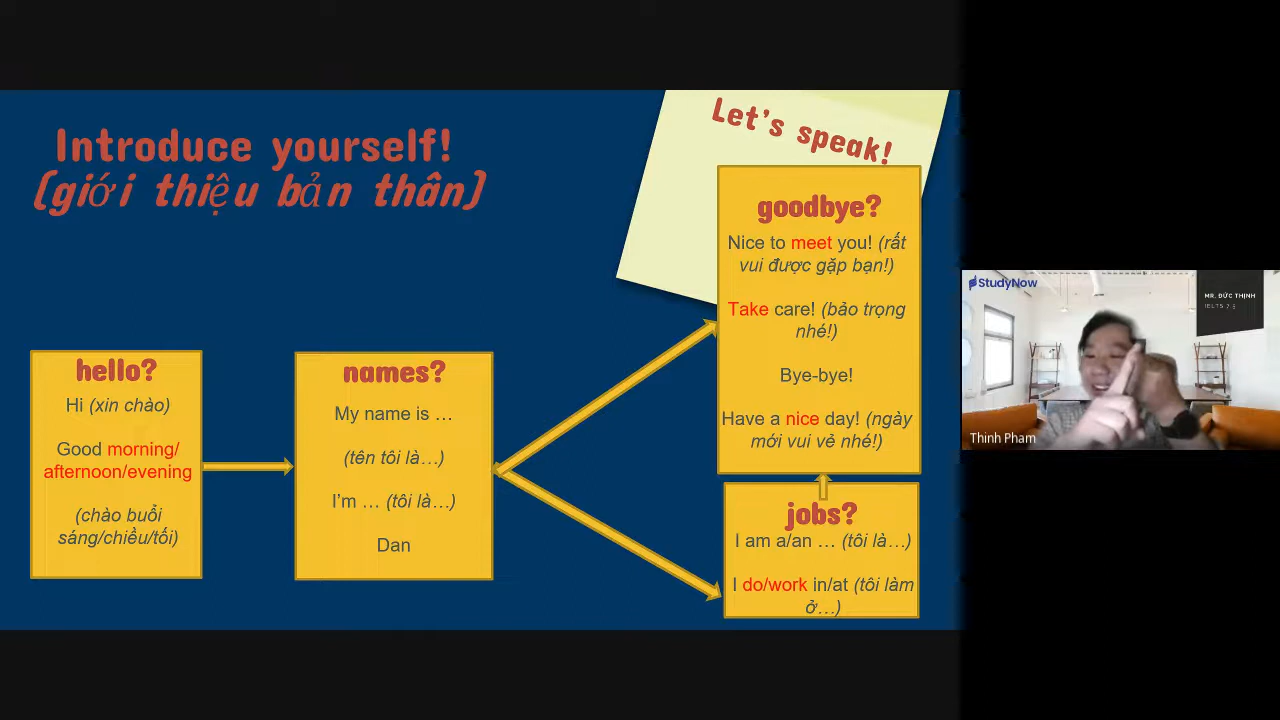 Introduce yourself!
(giới thiệu bản thân)
Let's speak!
hello?
Hi (xin chào)
Good morning/
afternoon/evening
(chào buổi
sáng/chiều/tối)
names?
My name is …
(tên tôi là…)
I'm … (tôi là…)
Dan
goodbye?
Nice to meet you! (rất
vui được gặp bạn!)
Take care! (bảo trọng
nhé!)
Bye-bye!
Have a nice day! (ngày
mới vui vẻ nhé!)
jobs?
I am a/an … (tôi là…)
I do/work in/at (tôi làm
ở…)
StudyNow
MR. ĐỨC THỊNH
Thinh Pham